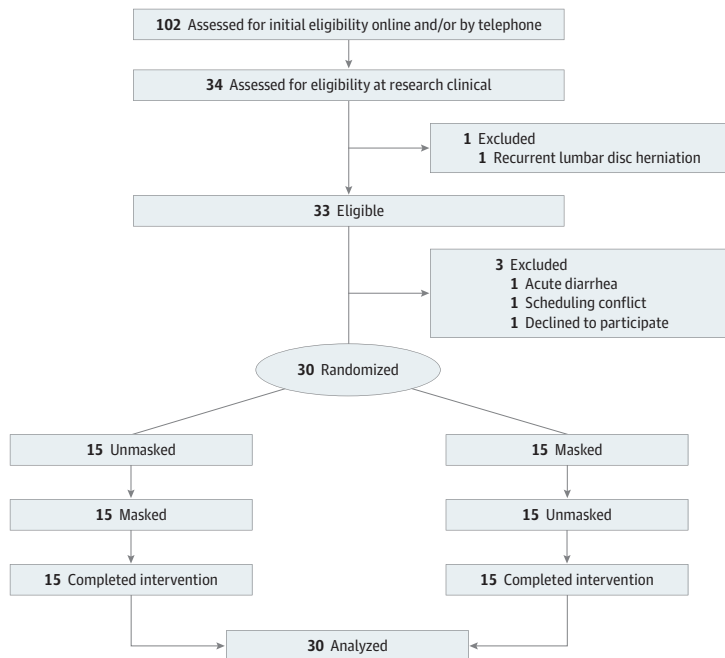 102 Assessed for initial eligibility online and/or by telephone
34 Assessed for eligibility at research clinical
1 Excluded
1 Recurrent lumbar disc herniation
33 Eligible
3 Excluded
1 Acute diarrhea
1 Scheduling conflict
1 Declined to participate
30 Randomized
15 Unmasked
15 Masked
15 Masked
15 Unmasked
15 Completed intervention
15 Completed intervention
30 Analyzed